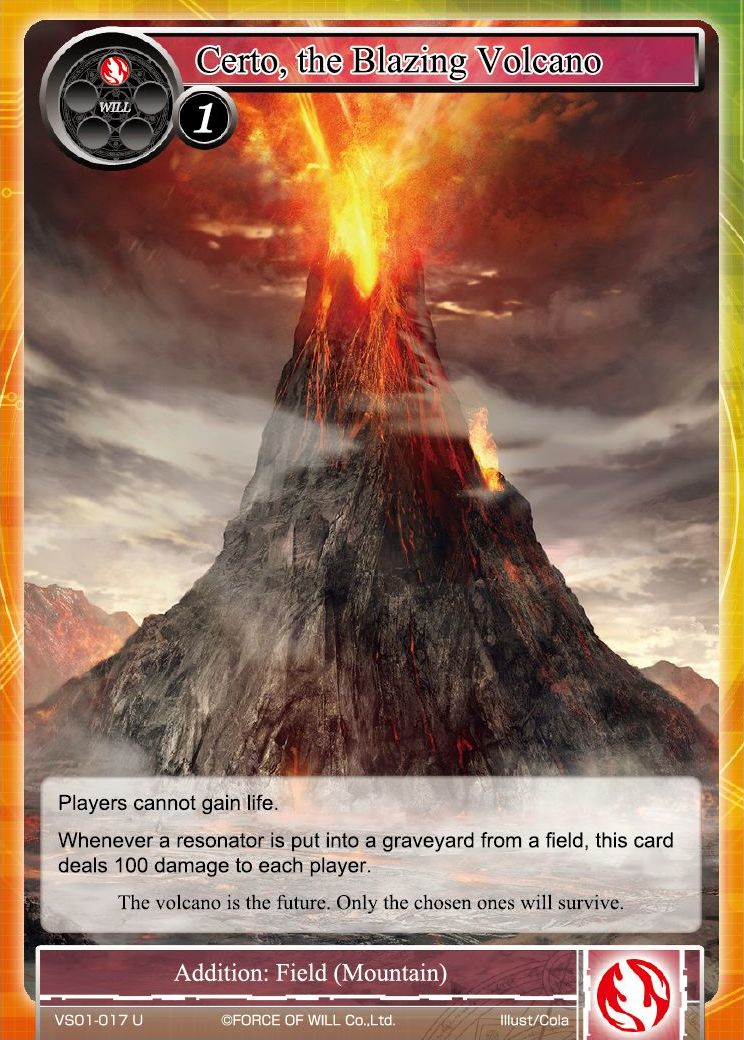 Certo, the Blazing Volcano
WILL
1
Players cannot gain life.
Whenever a resonator is put into a graveyard from a field, this card
deals 100 damage to each player.
The volcano is the future. Only the chosen ones will survive.
Addition: Field (Mountain)
VS01-017 U ©FORCE OF WILL Co.,Ltd. Illust/Cola